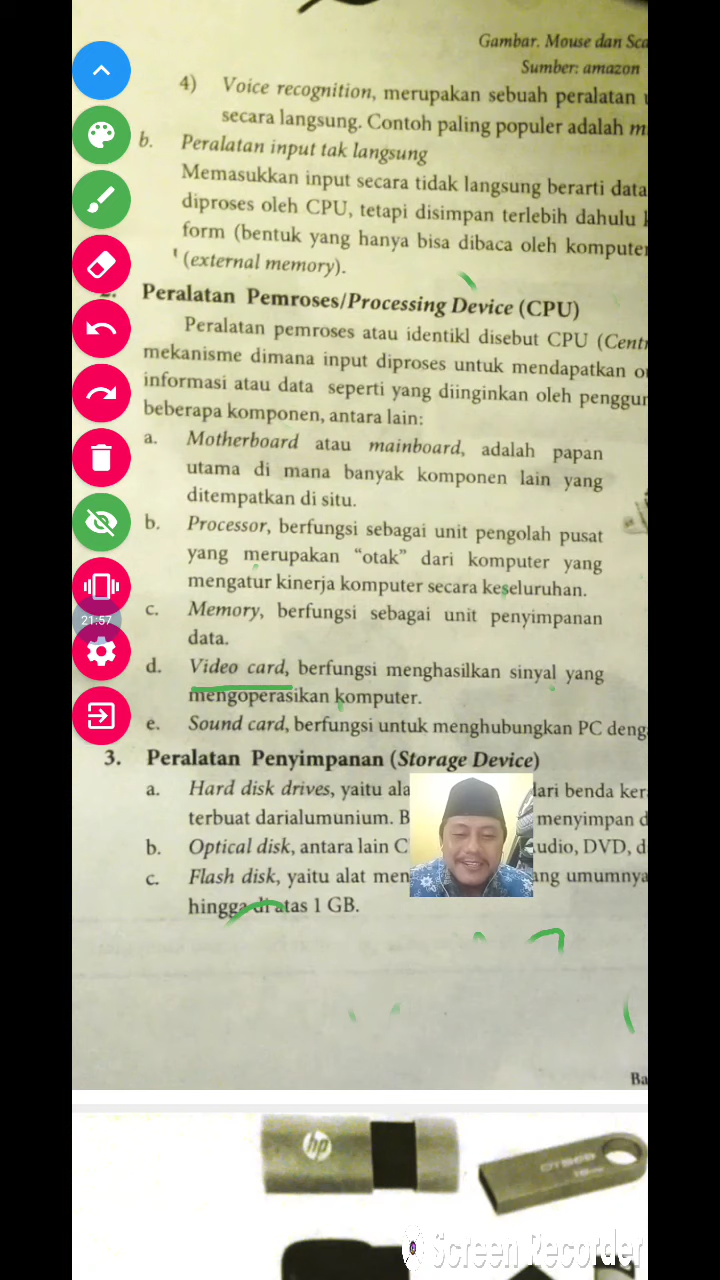 Gambar. Mouse dan Sca
Sumber: amazon
4) Voice recognition, merupakan sebuah peralatan
secara langsung. Contoh paling populer adalah m
b. Peralatan input tak langsung
Memasukkan input secara tidak langsung berarti data
diproses oleh CPU, tetapi disimpan terlebih dahulu
form (bentuk yang hanya bisa dibaca oleh komputer
(external memory).
2. Peralatan Pemroses/Processing Device (CPU)
Peralatan pemroses atau identikl disebut CPU (Centr
mekanisme dimana input diproses untuk mendapatkan o
informasi atau data seperti yang diinginkan oleh penggun
beberapa komponen, antara lain:
a. Motherboard atau mainboard, adalah papan
utama di mana banyak komponen lain yang
ditempatkan di situ.
b. Processor, berfungsi sebagai unit pengolah pusat
yang merupakan “otak” dari komputer yang
mengatur kinerja komputer secara keseluruhan.
c. Memory, berfungsi sebagai unit penyimpanan
data.
21:57
d. Video card, berfungsi menghasilkan sinyal yang
mengoperasikan komputer.
e. Sound card, berfungsi untuk menghubungkan PC deng
3. Peralatan Penyimpanan (Storage Device)
a. Hard disk drives, yaitu ala dari benda ker
terbuat darialumunium. B menyimpan d
b. Optical disk, antara lain C udio, DVD, d
c. Flash disk, yaitu alat men ang umumnya
hingga di atas 1 GB.
Ba
hp
Screen Recorder